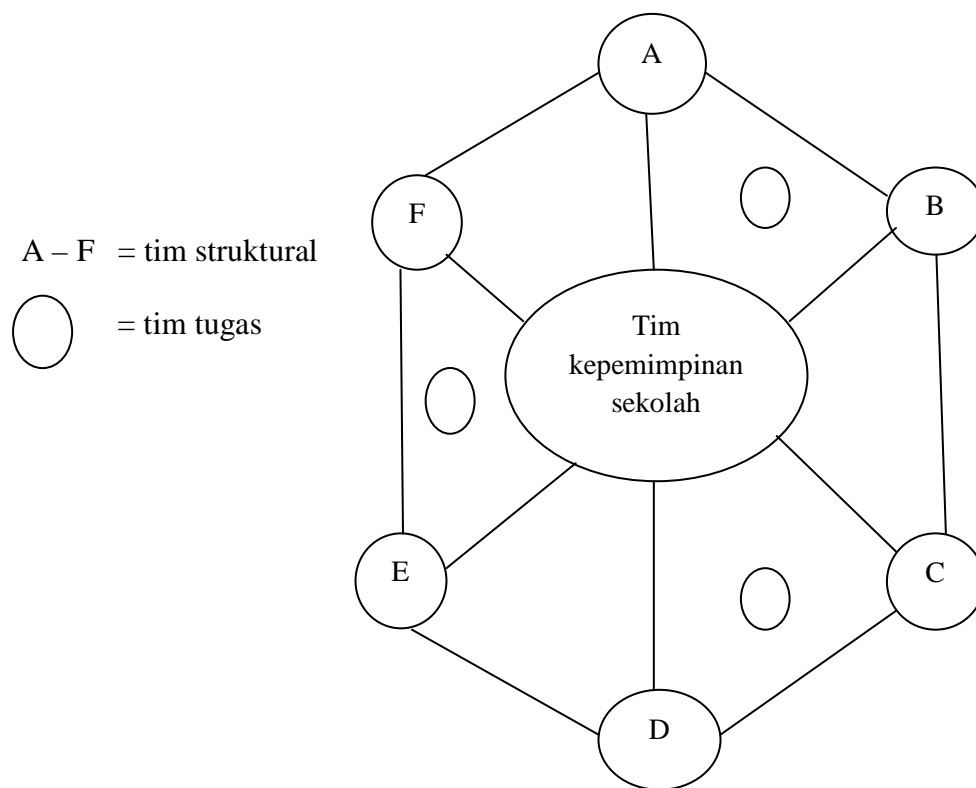 A
F
B
A – F = tim struktural
= tim tugas
Tim
kepemimpinan
sekolah
E
C
D